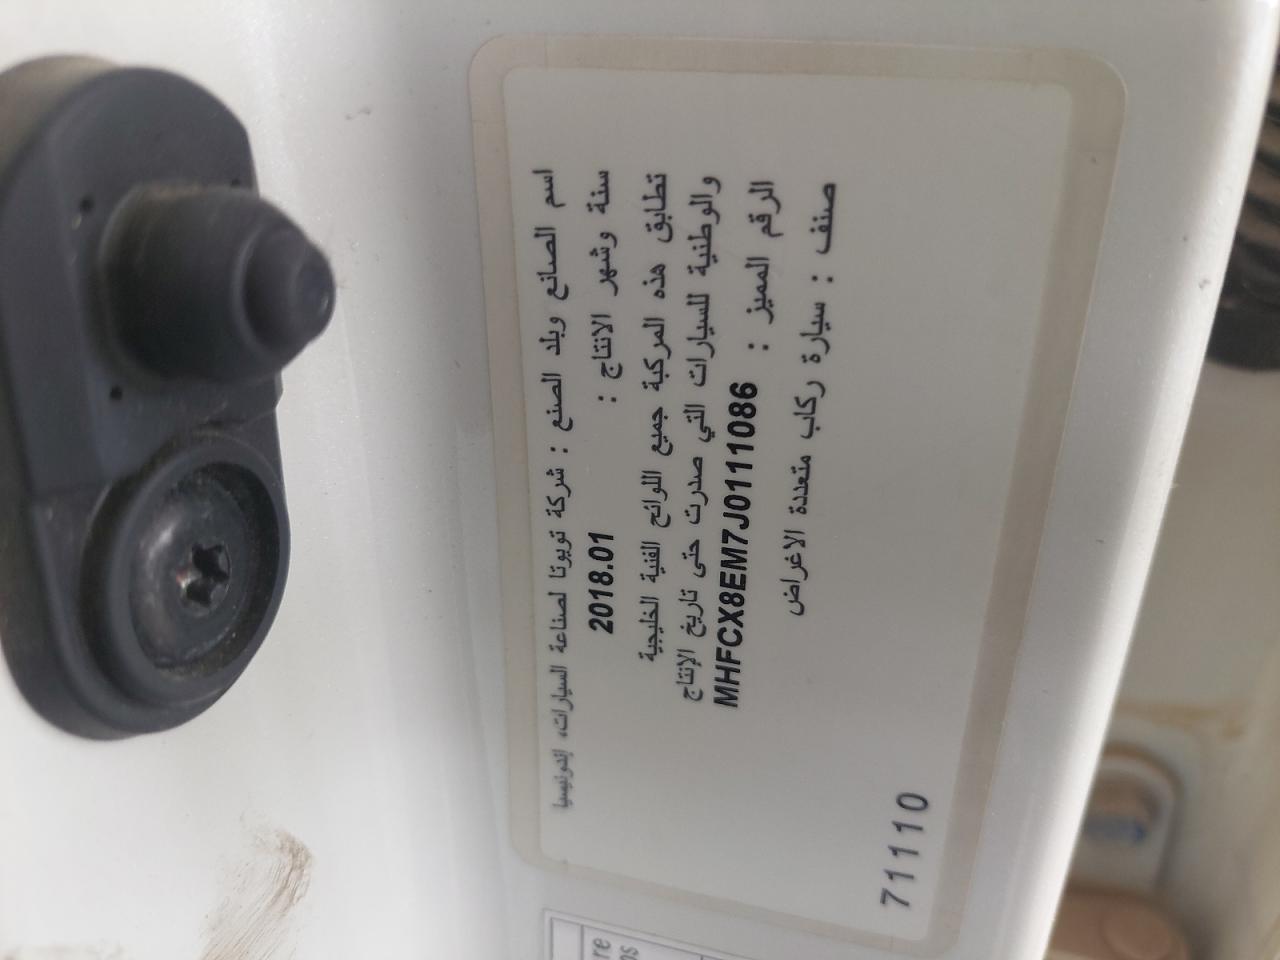 اسم الصانع وبلد الصنع : شركة تويوتا لصناعة السيارات، إندونيسيا
سنة وشهر الانتاج : 2018.01
تطابق هذه المركبة جميع اللوائح الفنية الخليجية
والوطنية للسيارات التي صدرت حتى تاريخ الإنتاج
الرقم المميز : MHFCX8EM7J0111086
صنف : سيارة ركاب متعددة الاغراض
71110